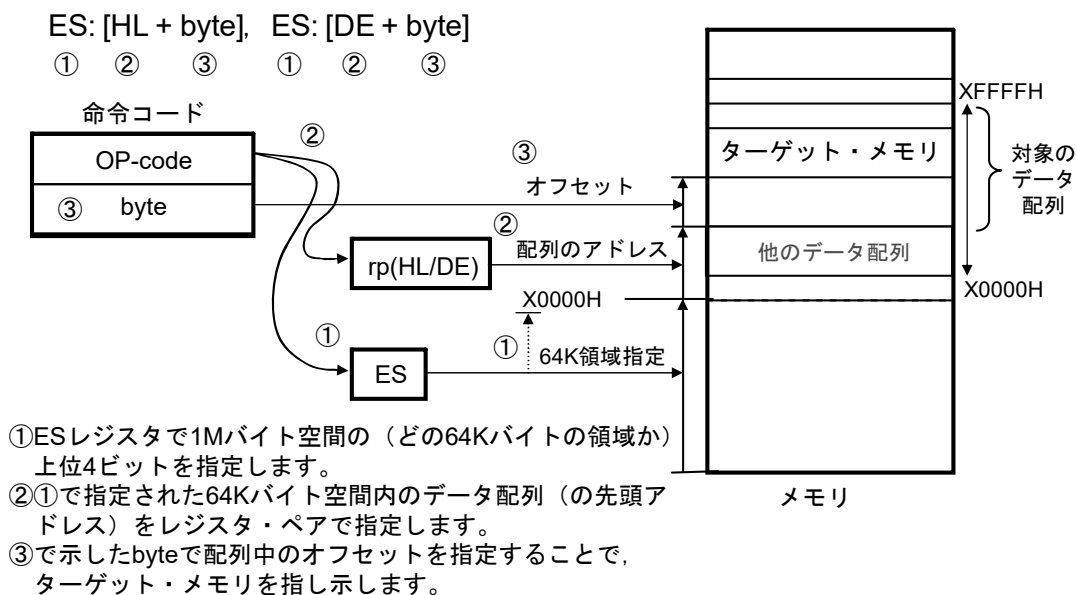 ES: [HL + byte],  ES: [DE + byte]
① ② ③ ① ② ③
命令コード
OP-code
③ byte
②
③
オフセット
②
配列のアドレス
rp(HL/DE)
X0000H
①
①
64K領域指定
ES
XFFFFH
ターゲット・メモリ
対象の
データ
配列
他のデータ配列
X0000H
メモリ
①ESレジスタで1Mバイト空間の（どの64Kバイトの領域か）
上位4ビットを指定します。
②①で指定された64Kバイト空間内のデータ配列（の先頭ア
ドレス）をレジスタ・ペアで指定します。
③で示したbyteで配列中のオフセットを指定することで,
ターゲット・メモリを指し示します。